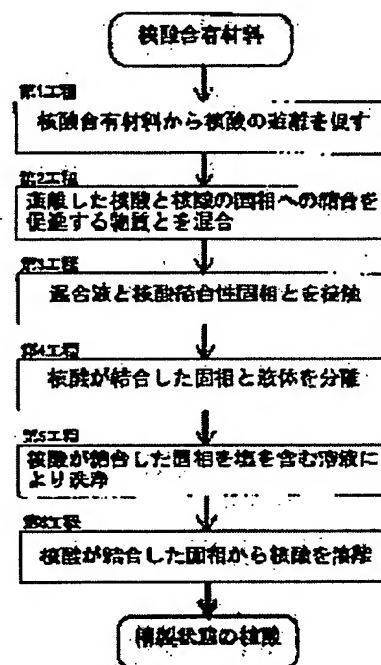 核酸含有材料
第1工程
核酸含有材料から核酸の遊離を促す
第2工程
遊離した核酸と核酸の固相への結合を
促進する物質とを混合
第3工程
混合液と核酸結合性固相とを接触
第4工程
核酸が結合した固相と液体を分離
第5工程
核酸が結合した固相を塩を含む溶液に
より洗浄
第6工程
核酸が結合した固相から核酸を溶離
精製状態の核酸